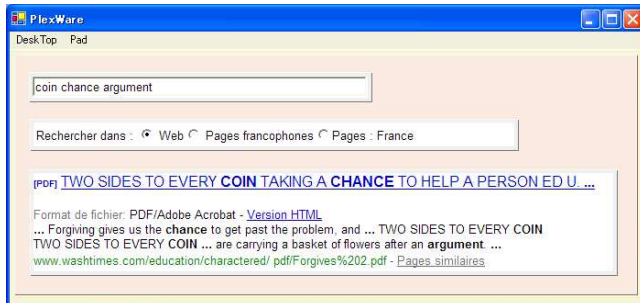 PlexWare
DeskTop Pad
coin chance argument
Rechercher dans : Web Pages francophones Pages : France
[PDF] TWO SIDES TO EVERY COIN TAKING A CHANCE TO HELP A PERSON ED U. ...
Format de fichier: PDF/Adobe Acrobat - Version HTML
... Forgiving gives us the chance to get past the problem, and ... TWO SIDES TO EVERY COIN
TWO SIDES TO EVERY COIN ... are carrying a basket of flowers after an argument. ...
www.washtimes.com/education/charactered/ pdf/Forgives%202.pdf - Pages similaires